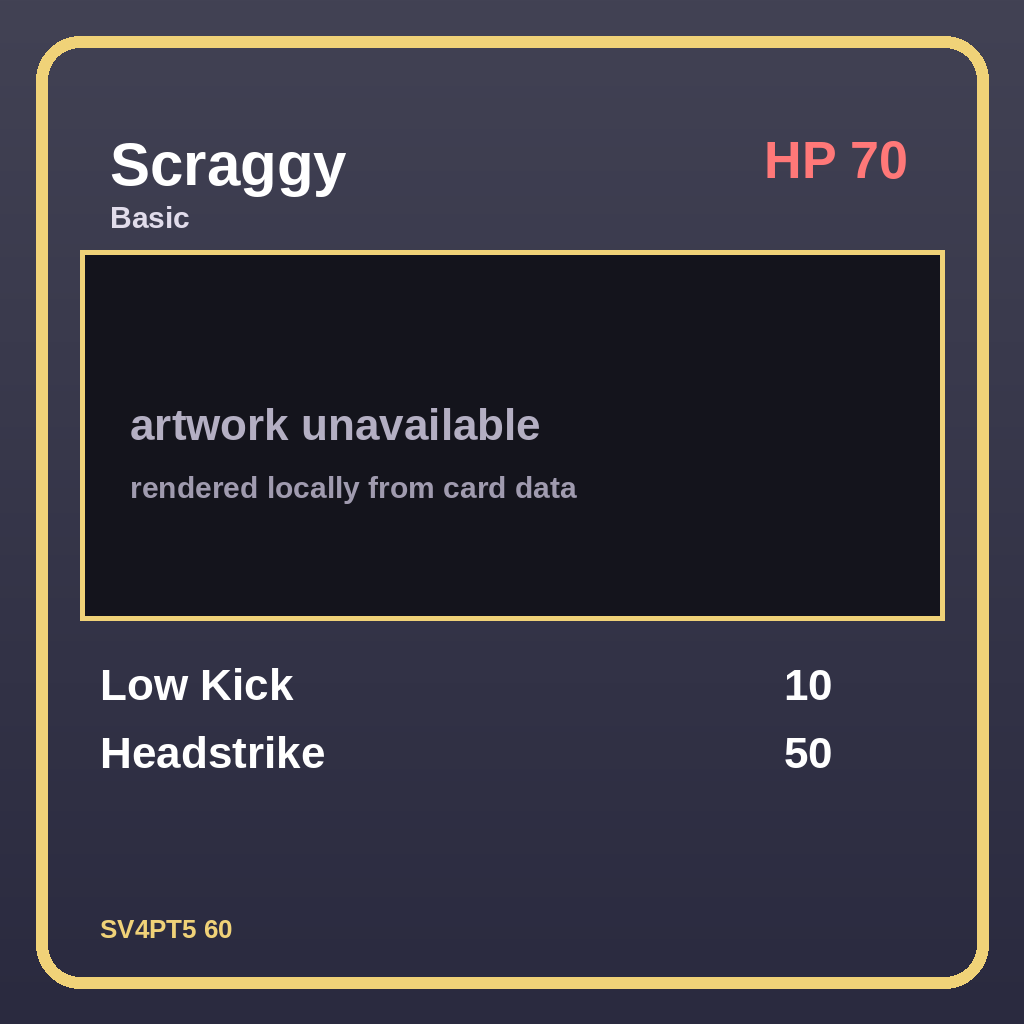 Scraggy
HP 70
Basic
artwork unavailable
rendered locally from card data
Low Kick 10
Headstrike 50
SV4PT5 60